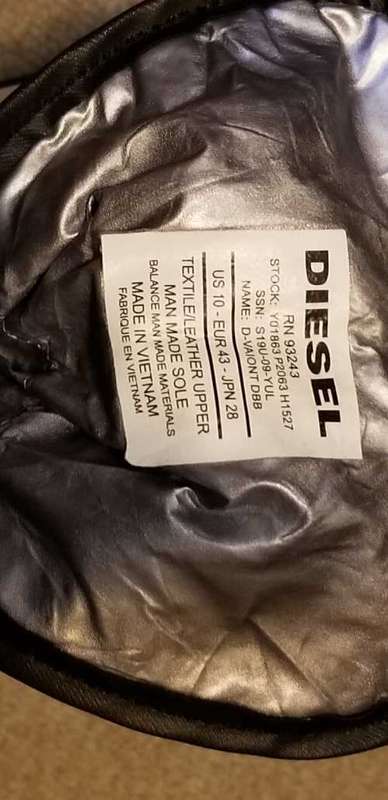 DIESEL
RN 93243
STOCK: Y01863 P2063 H1527
SSN: S19U-09-YUL
NAME: D-VAIONT DBB
US 10 - EUR 43 - JPN 28
TEXTILE/LEATHER UPPER
MAN MADE SOLE
BALANCE MAN MADE MATERIALS
MADE IN VIETNAM
FABRIQUE EN VIETNAM